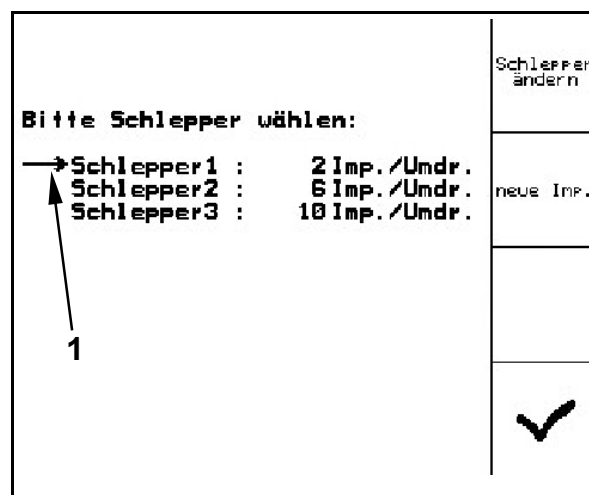 Schlepper
ändern
Bitte Schlepper wählen:
Schlepper1 : 2 Imp./Umdr.
Schlepper2 : 6 Imp./Umdr.
Schlepper3 : 10 Imp./Umdr.
neue Imp.
1